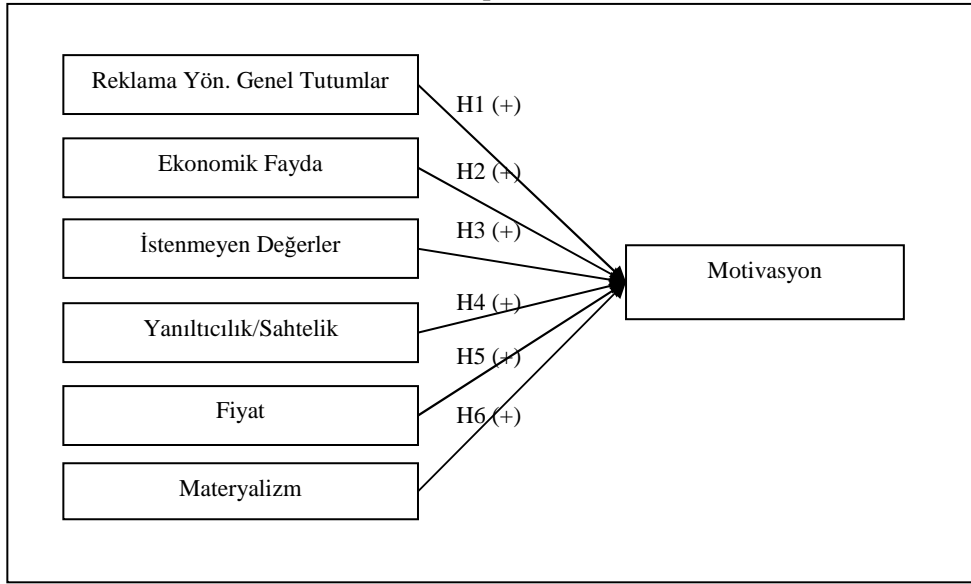 Reklama Yön. Genel Tutumlar
H1 (+)
Ekonomik Fayda
H2 (+)
İstenmeyen Değerler
H3 (+)
Motivasyon
Yanıltıcılık/Sahtelik
H4 (+)
Fiyat
H5 (+)
Materyalizm
H6 (+)